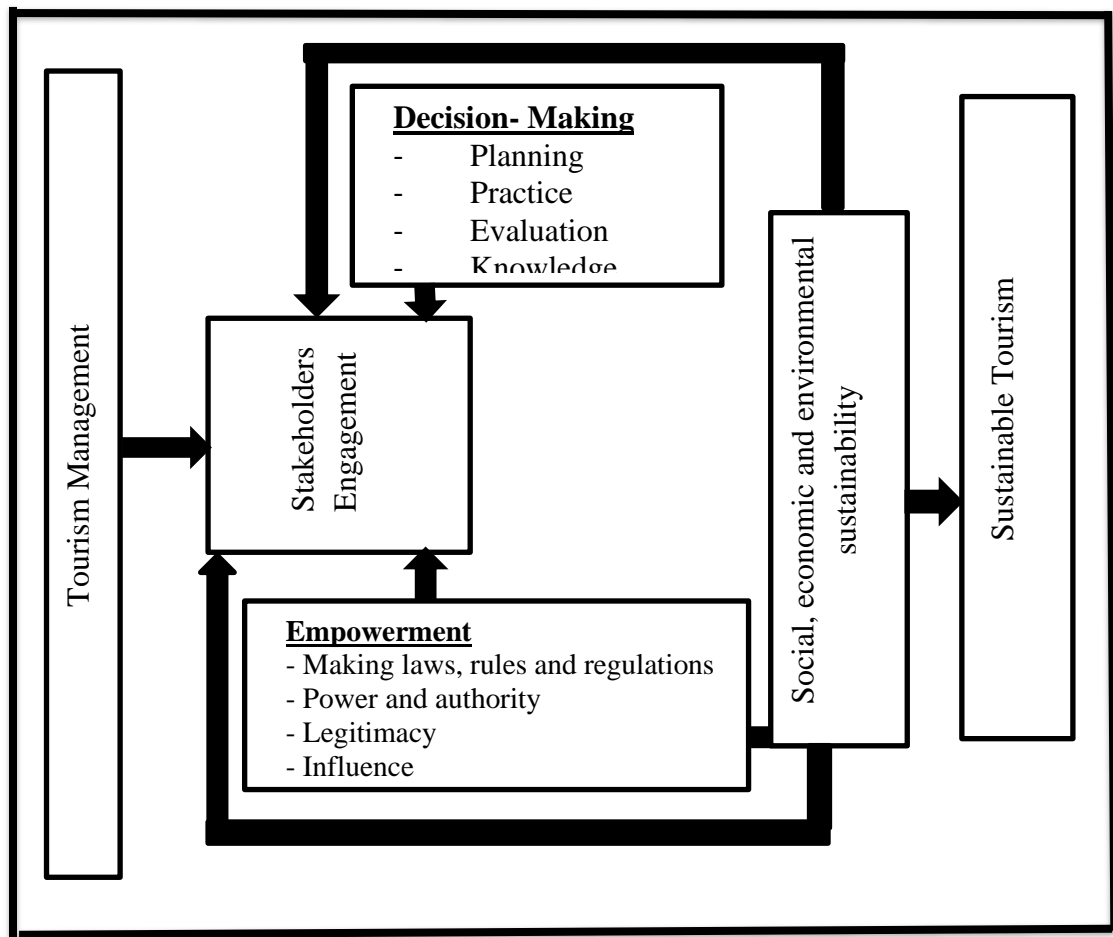 Tourism Management
Decision- Making
- Planning
- Practice
- Evaluation
- Knowledge
Stakeholders
Engagement
Empowerment
- Making laws, rules and regulations
- Power and authority
- Legitimacy
- Influence
Social, economic and environmental
sustainability
Sustainable Tourism